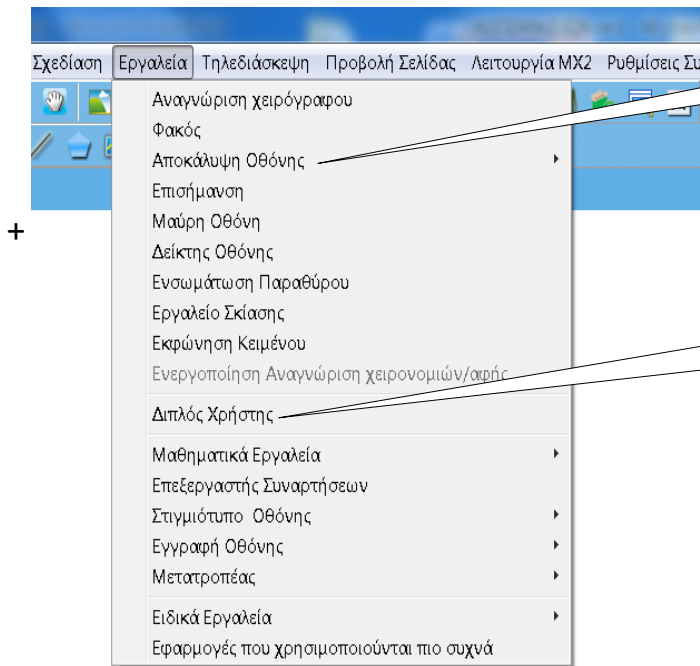 Σχεδίαση Εργαλεία Τηλεδιάσκεψη Προβολή Σελίδας Λειτουργία MX2 Ρυθμίσεις
Αναγνώριση χειρόγραφου
Φακός
Αποκάλυψη Οθόνης
Επισήμανση
Μαύρη Οθόνη
+
Δείκτης Οθόνης
Ενσωμάτωση Παραθύρου
Εργαλείο Σκίασης
Εκφώνηση Κειμένου
Ενεργοποίηση Αναγνώριση χειρονομιών/αφής
Διπλός Χρήστης
Μαθηματικά Εργαλεία
Επεξεργαστής Συναρτήσεων
Στιγμιότυπο Οθόνης
Εγγραφή Οθόνης
Μετατροπέας
Ειδικά Εργαλεία
Εφαρμογές που χρησιμοποιούνται πιο συχνά